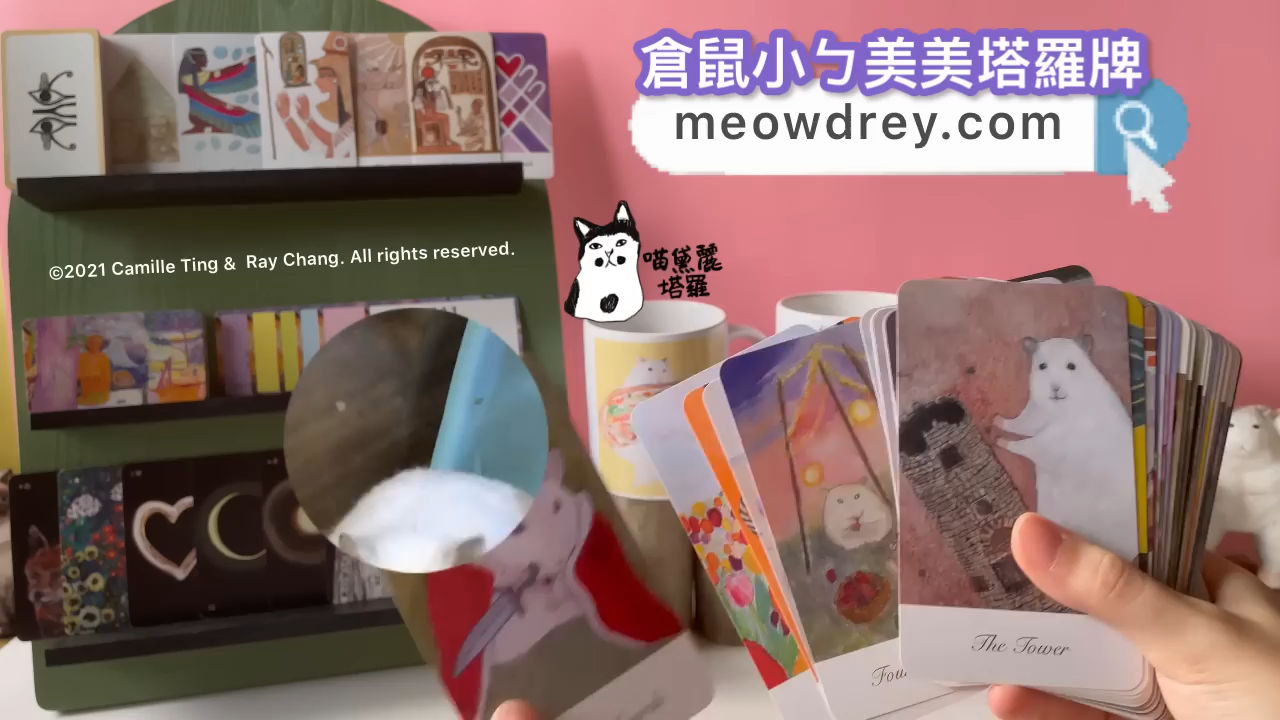 倉鼠小ㄅ美美塔羅牌
meowdrey.com
©2021 Camille Ting & Ray Chang. All rights reserved.
喵黛麗
塔羅
The Tower